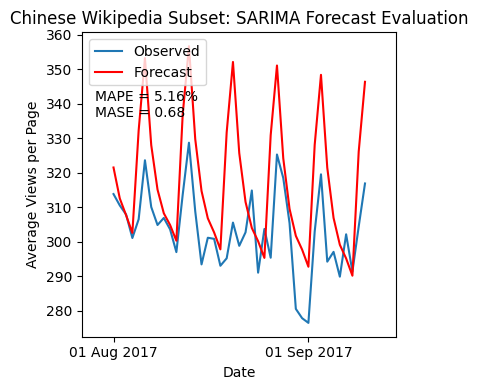 Chinese Wikipedia Subset: SARIMA Forecast Evaluation
Observed
Forecast
MAPE = 5.16%
MASE = 0.68
Average Views per Page
360
350
340
330
320
310
300
290
280
01 Aug 2017
01 Sep 2017
Date